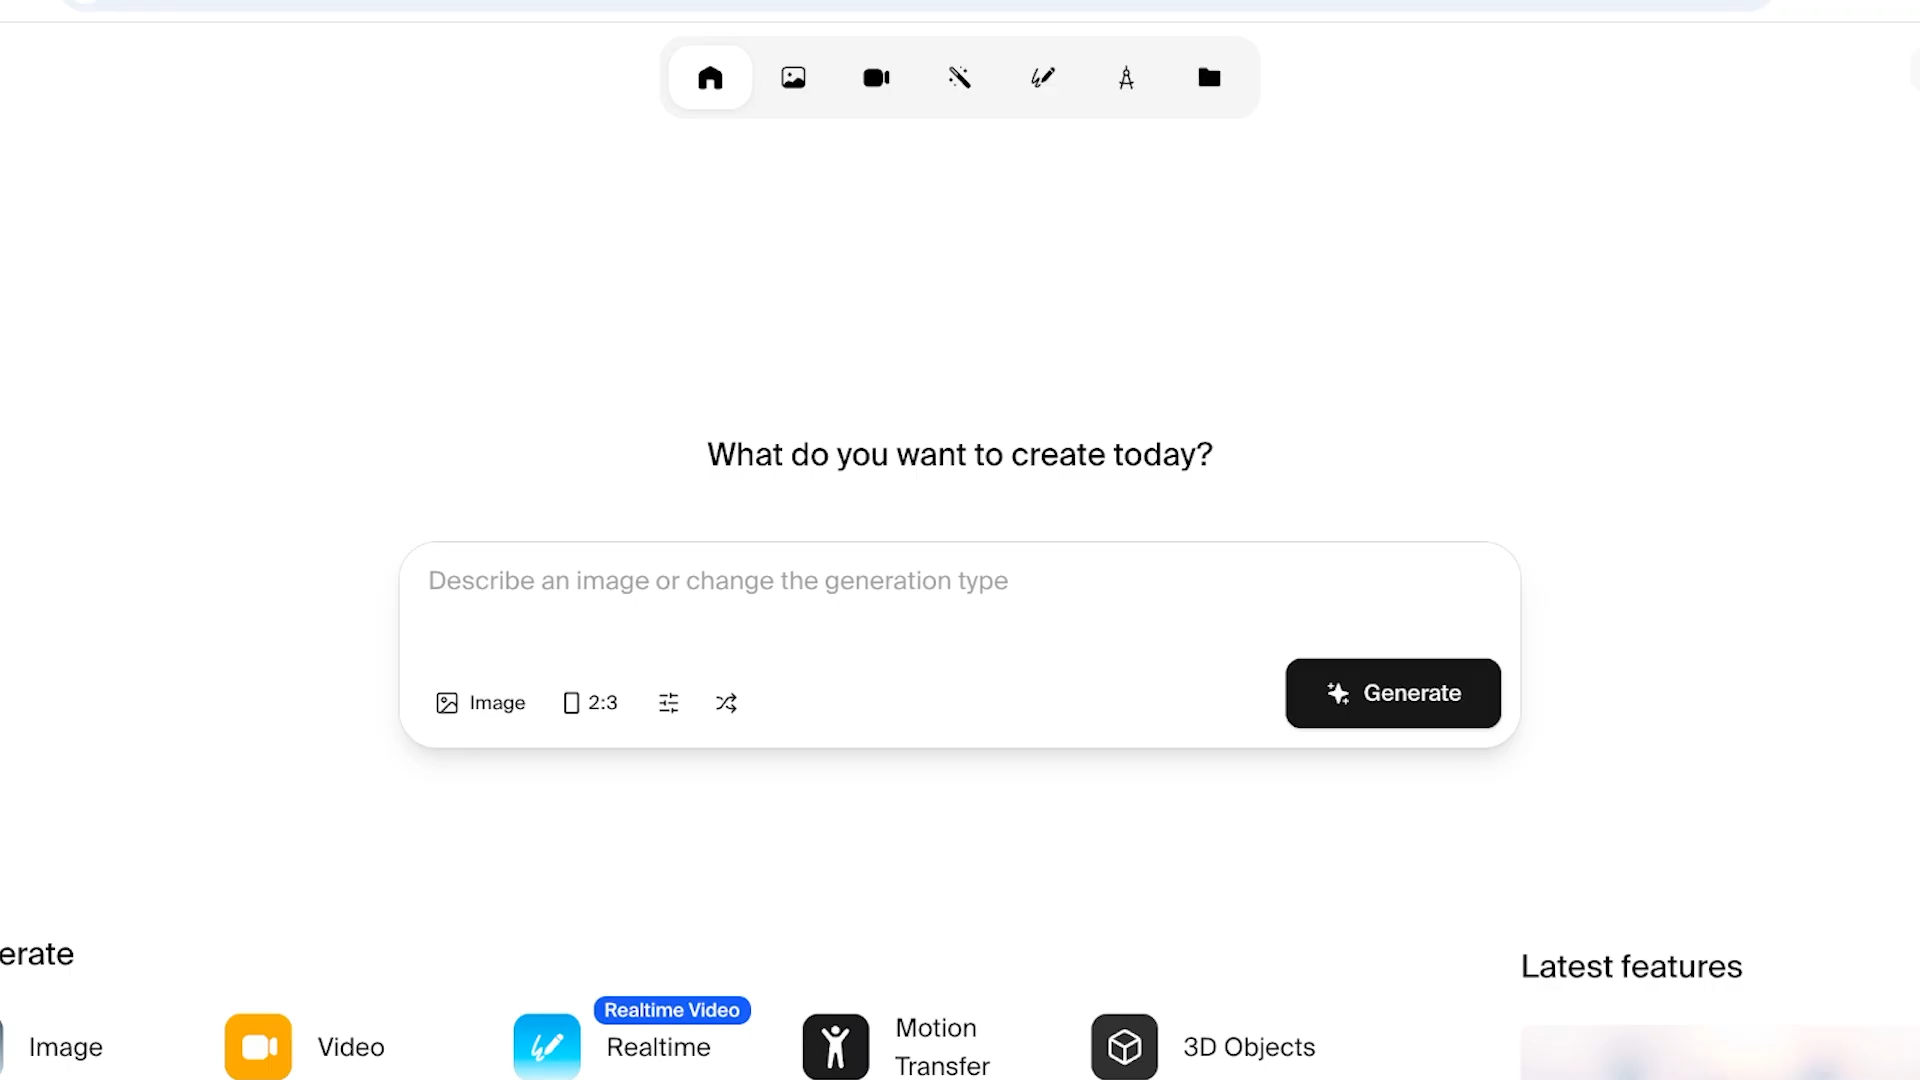 What do you want to create today?
Describe an image or change the generation type
Image 2:3
Generate
erate
Latest features
Image
Video
Realtime Video
Realtime
Motion
Transfer
3D Objects